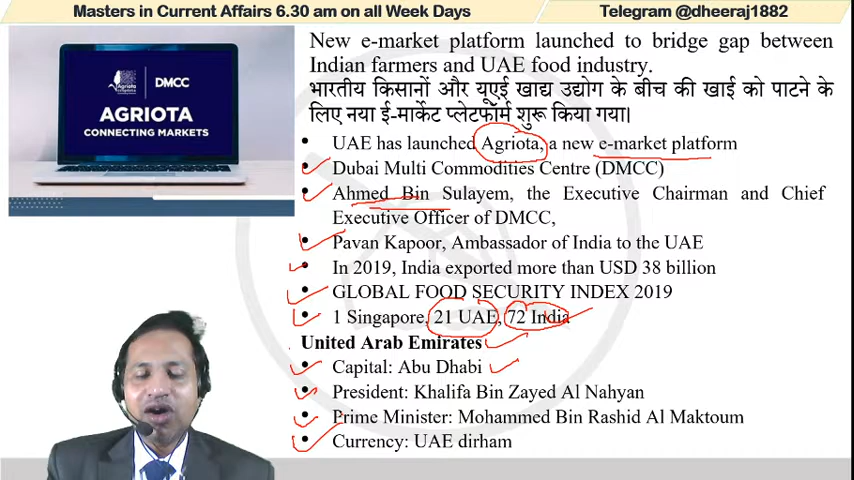 Masters in Current Affairs 6.30 am on all Week Days
Telegram @dheeraj1882
Agriota
DMCC
AGRIOTA
CONNECTING MARKETS
New e-market platform launched to bridge gap between
Indian farmers and UAE food industry.
भारतीय किसानों और यूएई खाद्य उद्योग के बीच की खाई को पाटने के
लिए नया ई-मार्केट प्लेटफॉर्म शुरू किया गया।
• UAE has launched Agriota, a new e-market platform
• Dubai Multi Commodities Centre (DMCC)
• Ahmed Bin Sulayem, the Executive Chairman and Chief
Executive Officer of DMCC,
• Pavan Kapoor, Ambassador of India to the UAE
• In 2019, India exported more than USD 38 billion
• GLOBAL FOOD SECURITY INDEX 2019
• 1 Singapore, 21 UAE, 72 India
United Arab Emirates
• Capital: Abu Dhabi
• President: Khalifa Bin Zayed Al Nahyan
• Prime Minister: Mohammed Bin Rashid Al Maktoum
• Currency: UAE dirham